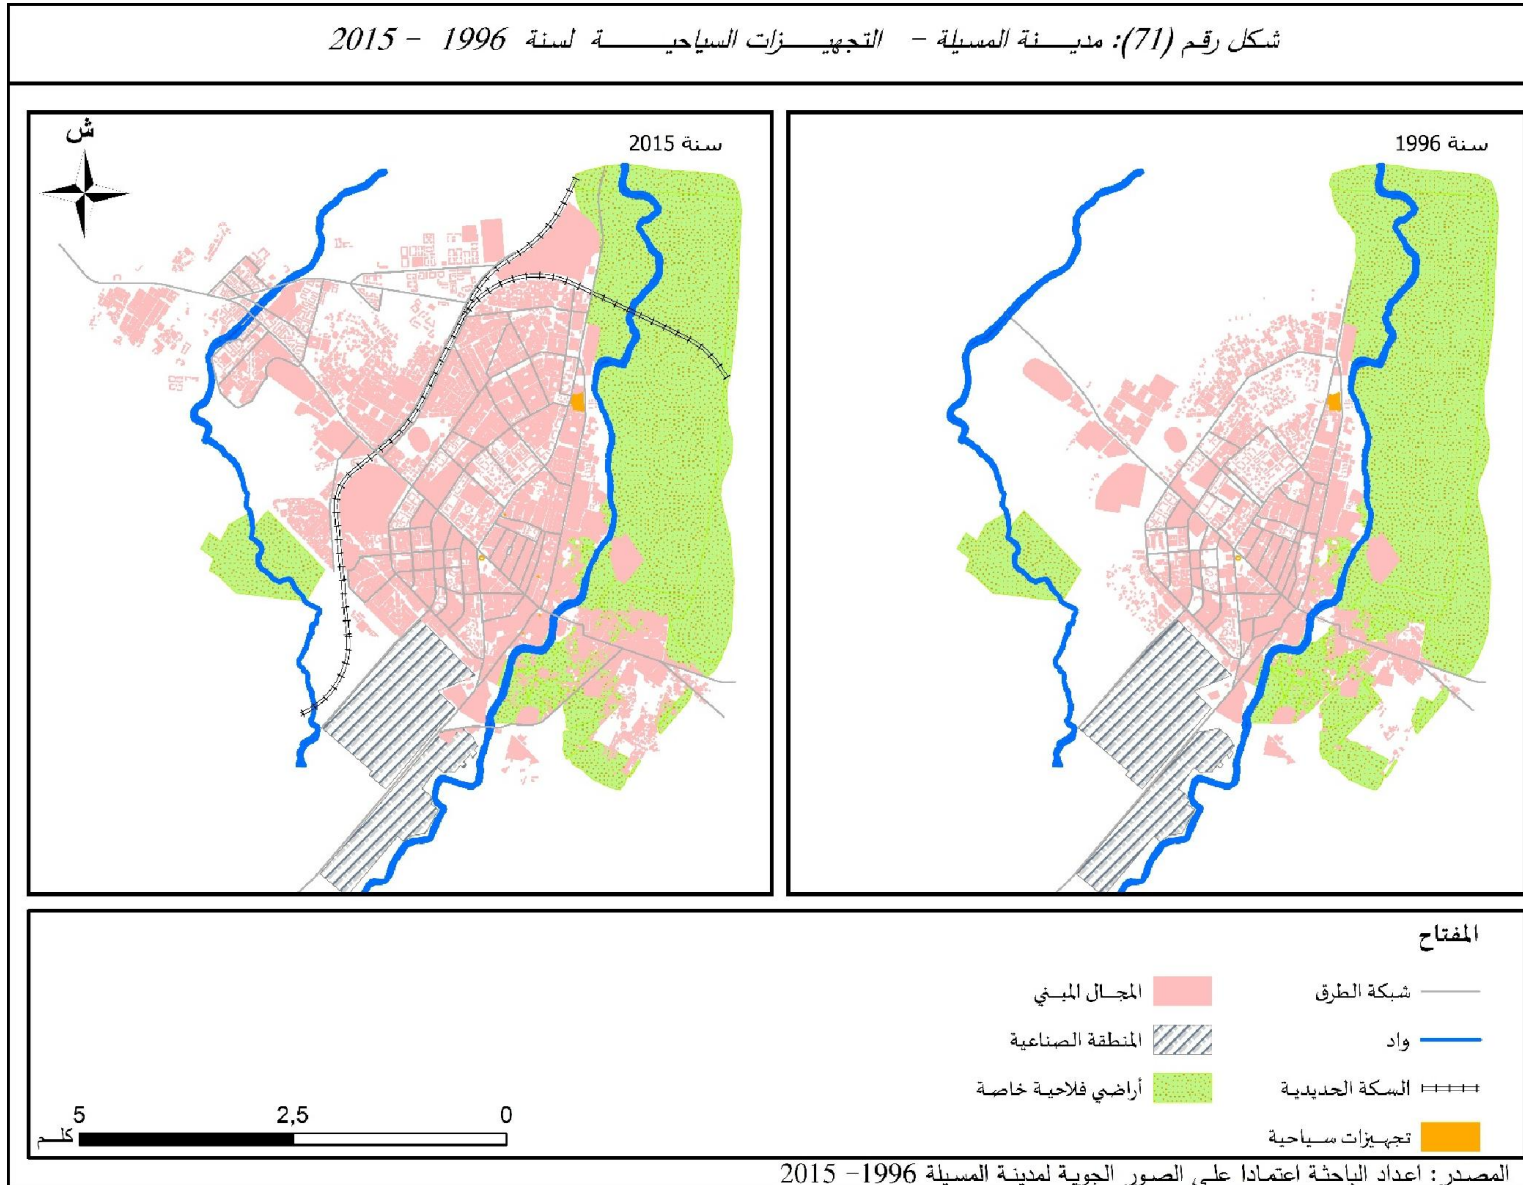 شكل رقم (71): مدينة المسيلة - التجهيزات السياحية لسنة 1996 - 2015
سنة 1996
سنة 2015
ش
المفتاح
شبكة الطرق
المجال المبني
واد
المنطقة الصناعية
السكة الحديدية
أراضي فلاحية خاصة
تجهيزات سياحية
5 2,5 0
كلم
المصدر: اعداد الباحثة اعتمادا على الصور الجوية لمدينة المسيلة 1996- 2015